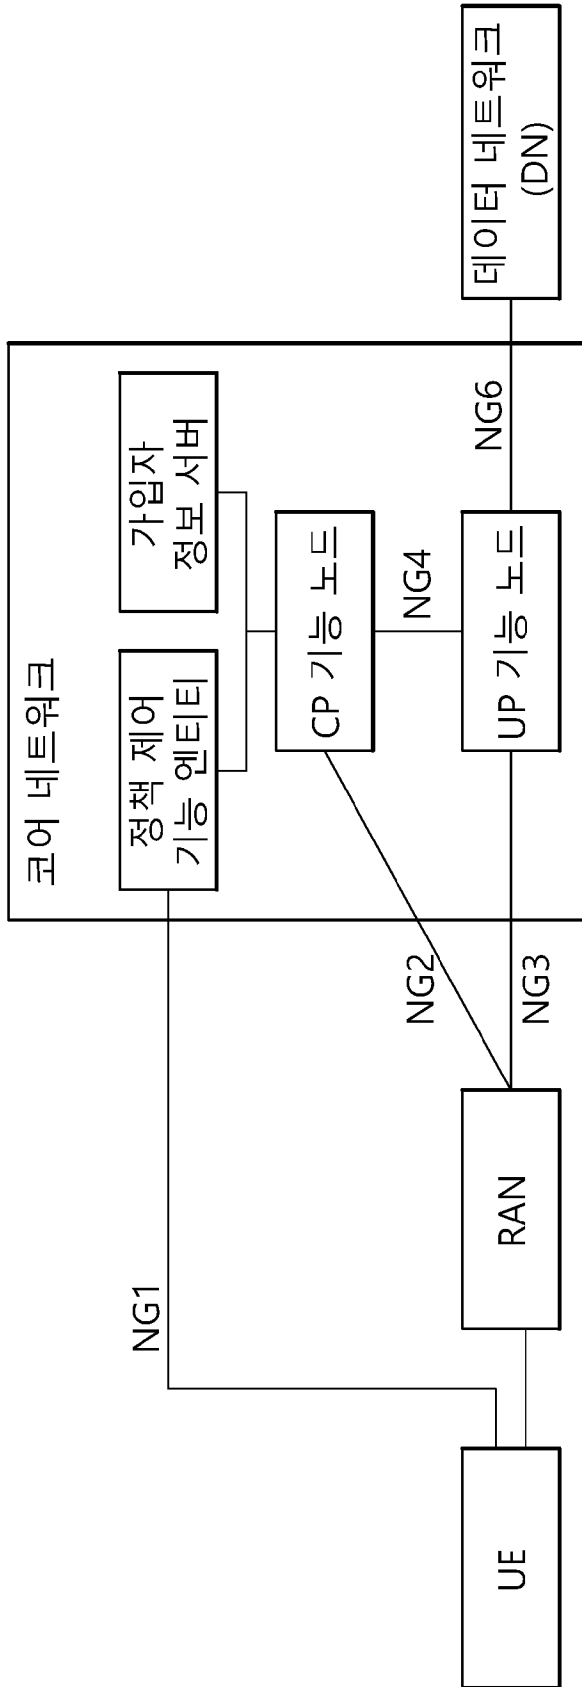 코어 네트워크
정책 제어
기능 엔티티
가입자
정보 서버
NG1
CP 기능 노드
NG2
NG4
UE
RAN
NG3
UP 기능 노드
NG6
데이터 네트워크
(DN)